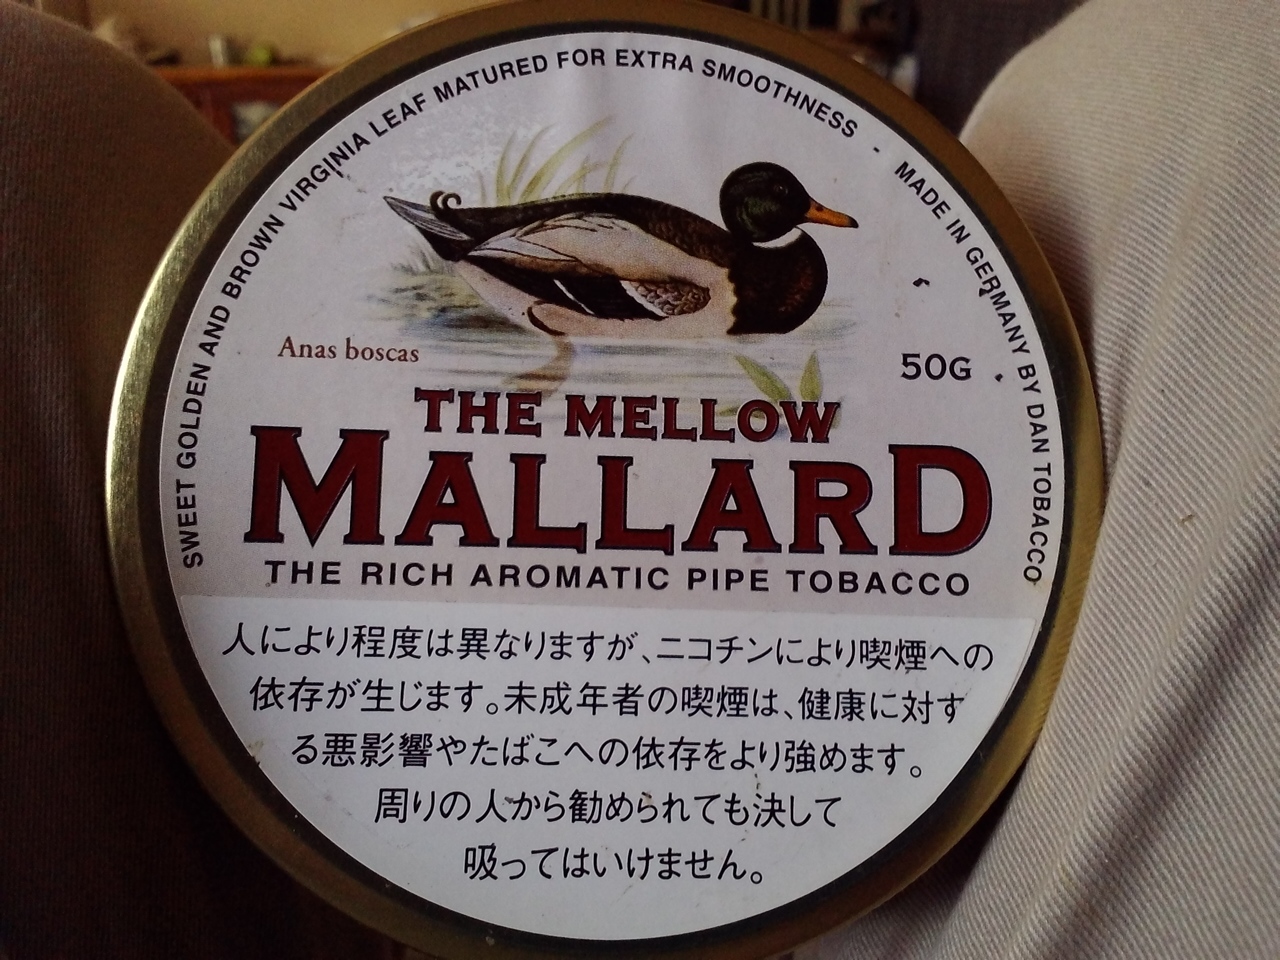 SWEET GOLDEN AND BROWN VIRGINIA LEAF MATURED FOR EXTRA SMOOTHNESS - MADE IN GERMANY BY DAN TOBACCO
Anas boscas
50G
THE MELLOW
MALLARD
THE RICH AROMATIC PIPE TOBACCO
人により程度は異なりますが、ニコチンにより喫煙への
依存が生じます。未成年者の喫煙は、健康に対す
る悪影響やたばこへの依存をより強めます。
周りの人から勧められても決して
吸ってはいけません。